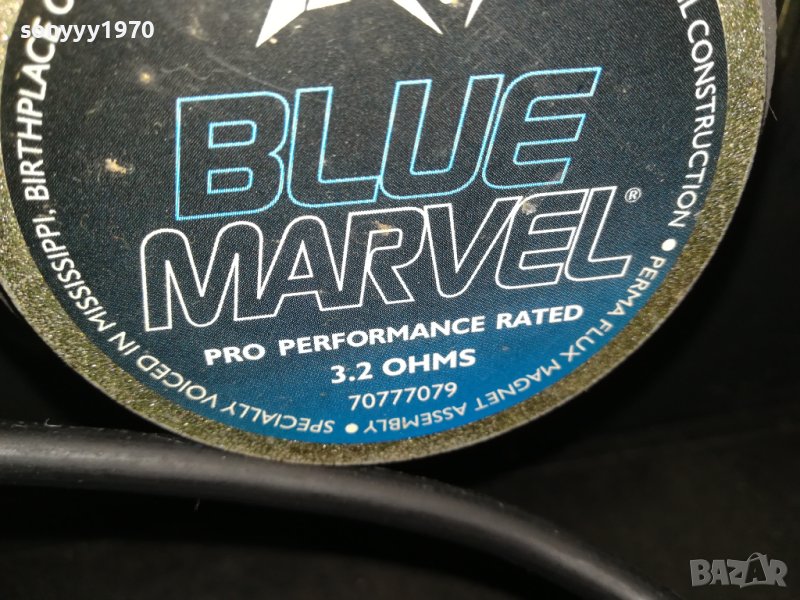 sonyyy1970
SPECIALLY VOICED IN MISSISSIPPI, BIRTHPLACE
CONSTRUCTION • PERMA FLUX MAGNET ASSEMBLY •
BLUE
MARVEL®
PRO PERFORMANCE RATED
3.2 OHMS
70777079
BAZAR